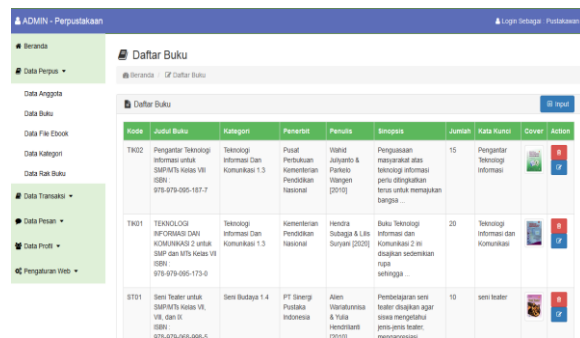 ADMIN - Perpustakaan
Login Sebagai : Pustakawan
Beranda
Data Perpus
Data Anggota
Data Buku
Data File Ebook
Data Kategori
Data Rak Buku
Data Transaksi
Data Pesan
Data Profil
Pengaturan Web
Daftar Buku
Beranda / Daftar Buku
Daftar Buku
Input
Kode Judul Buku Kategori Penerbit Penulis Sinopsis Jumlah Kata Kunci Cover Action
TIK02
Pengantar Teknologi
Informasi untuk
SMP/MTs Kelas VIII
ISBN :
978-979-095-187-7
Teknologi
Informasi Dan
Komunikasi 1.3
Pusat
Perbukuan
Kementerian
Pendidikan
Nasional
Wahid
Juliyanto &
Parkelo
Wangen
[2010]
Penguasaan
masyarakat atas
teknologi informasi
perlu ditingkatkan
terus untuk memajukan
bangsa ...
15
Pengantar
Teknologi
Informasi
TIK01
TEKNOLOGI
INFORMASI DAN
KOMUNIKASI 2 untuk
SMP dan MTs Kelas VII
ISBN :
978-979-095-173-0
Teknologi
Informasi Dan
Komunikasi 1.3
Kementerian
Pendidikan
Nasional
Hendra
Subagja & Lilis
Suryani [2020]
Buku Teknologi
Informasi dan
Komunikasi 2 ini
disajikan sedemikian
rupa
sehingga ...
20
Teknologi
Informasi dan
Komunikasi
ST01
Seni Teater untuk
SMP/MTs Kelas VII,
VIII, dan IX
ISBN :
978-979-068-998-5
Seni Budaya 1.4
PT Sinergi
Pustaka
Indonesia
Alien
Wariatunnisa
& Yulia
Hendrilianti
[2010]
Pembelajaran seni
teater disajikan agar
siswa mengetahui
jenis-jenis teater,
mengapresiasi
10
seni teater